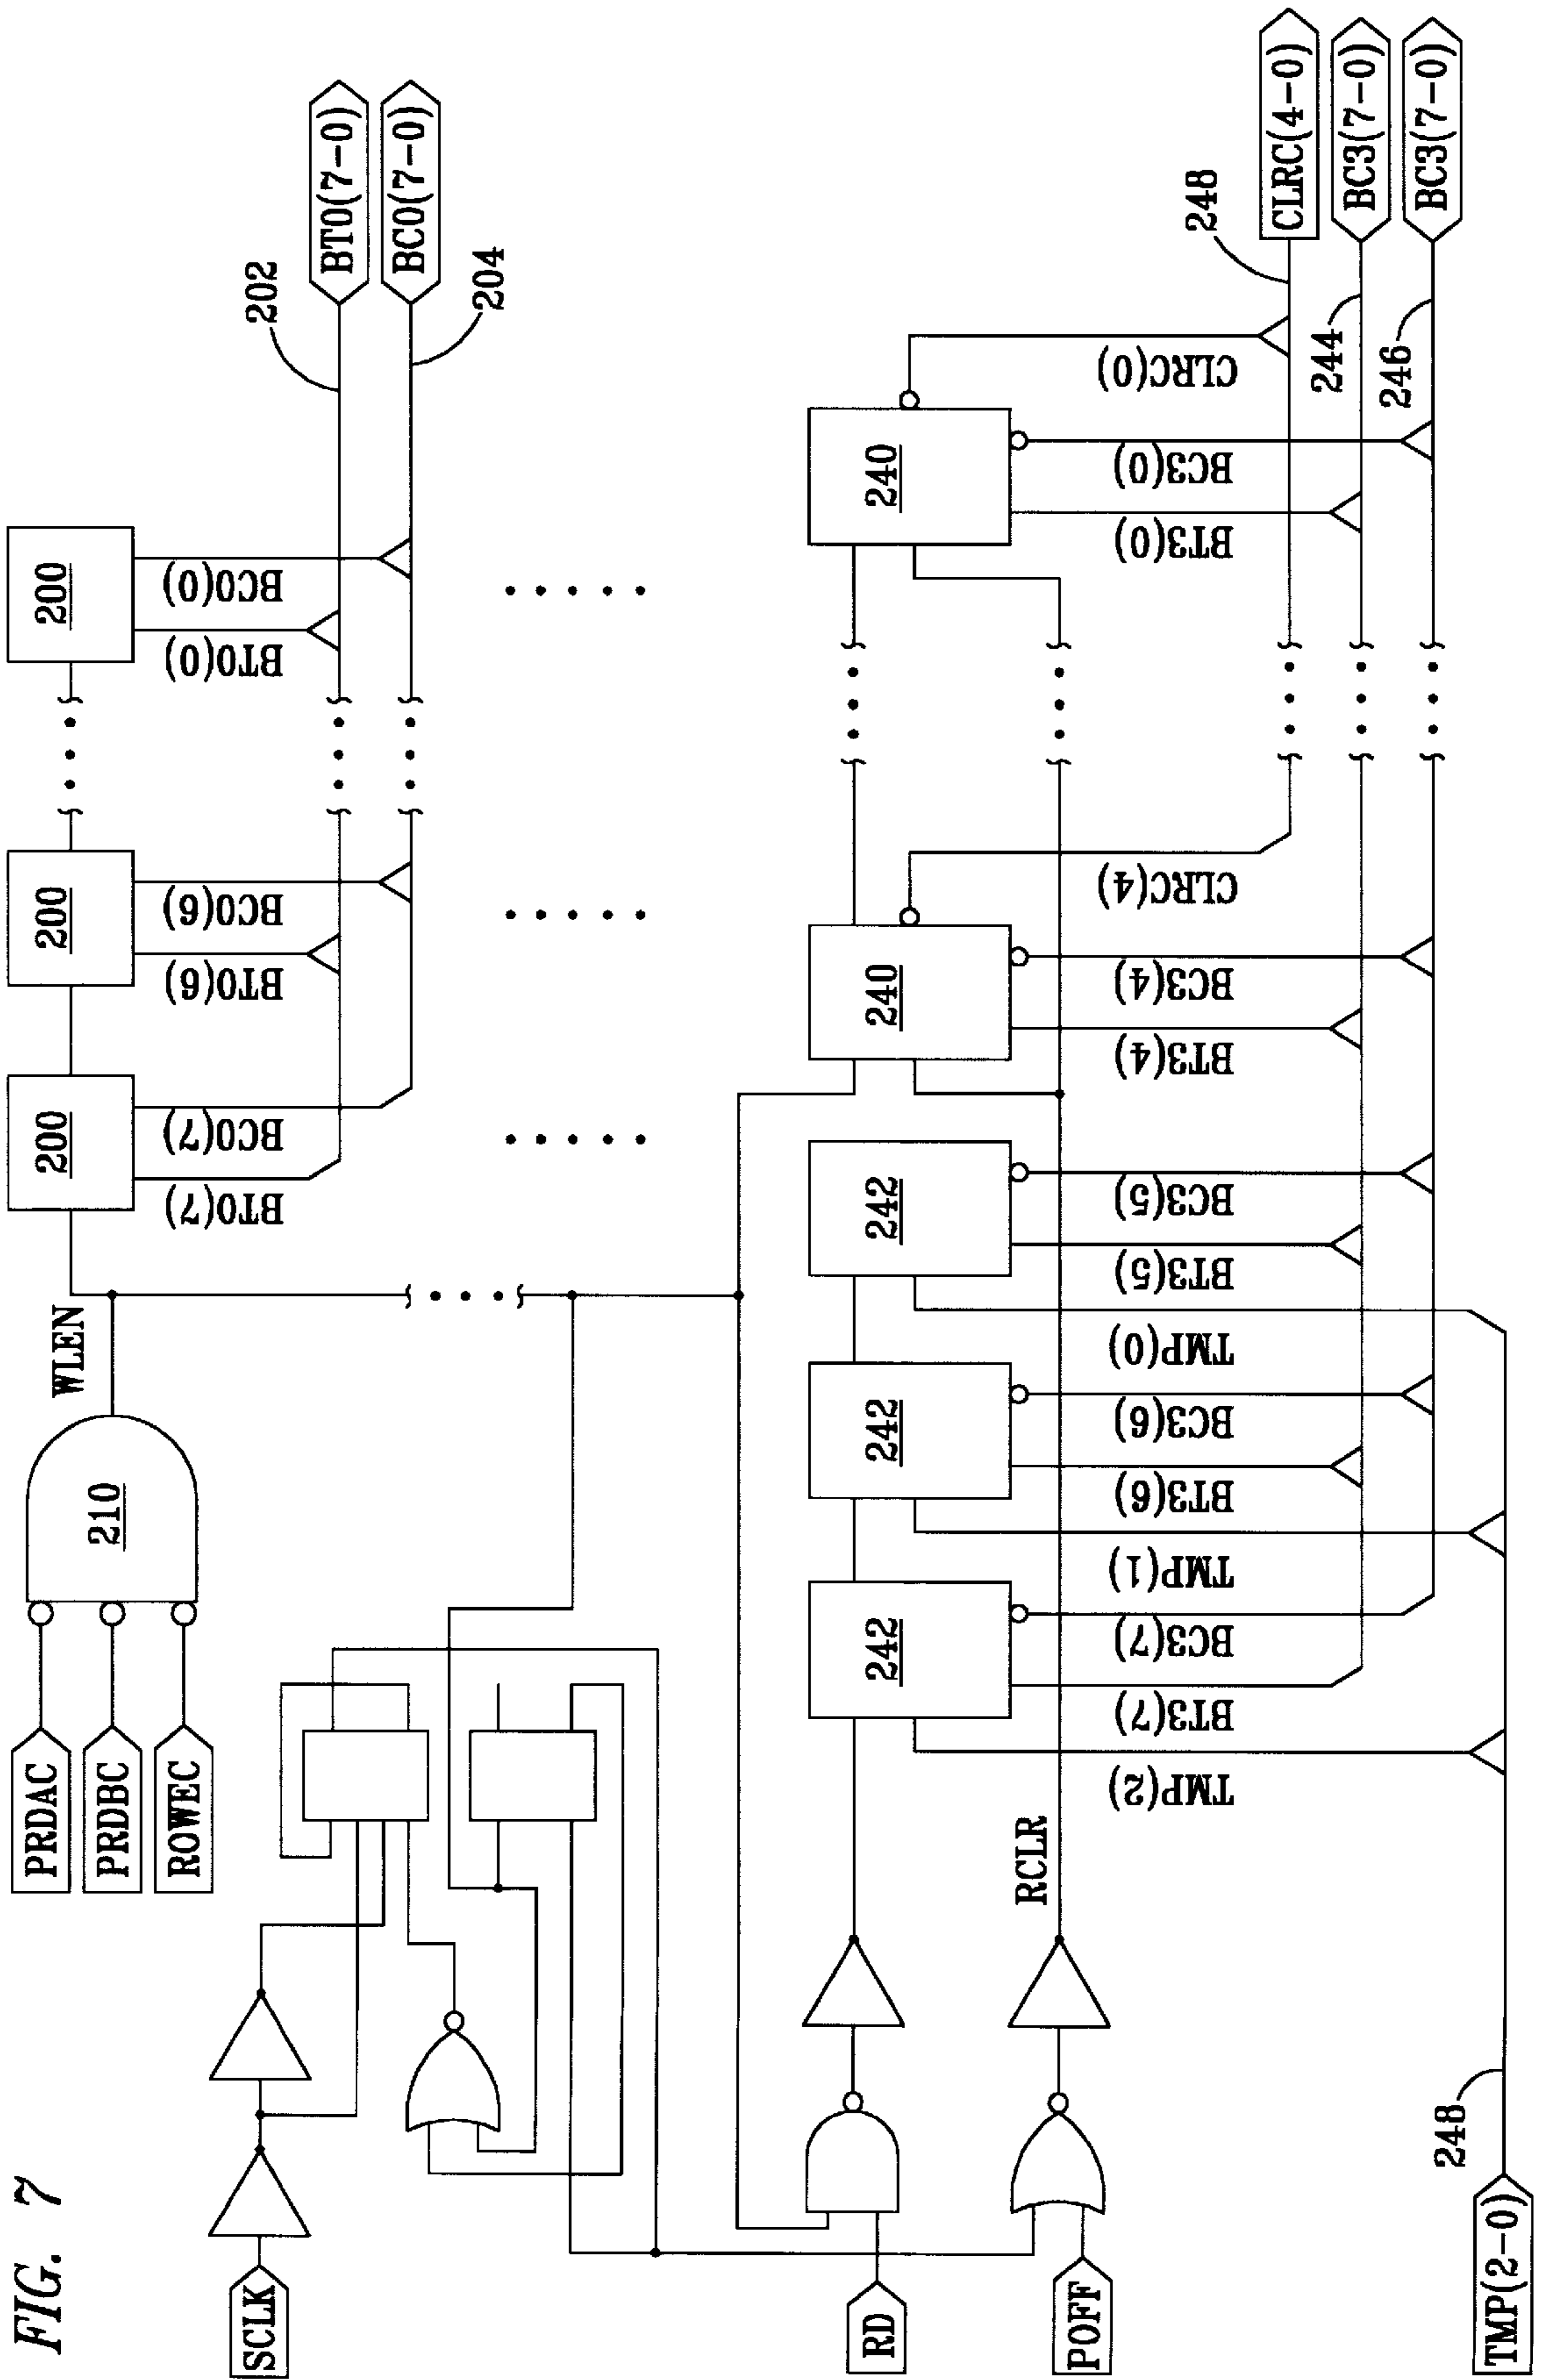 FIG. 7
PRDAC
PRDBC
ROWEC
210
WLEN
200
200
200
BT0(7)
BC0(7)
BT0(6)
BC0(6)
BT0(0)
BC0(0)
202
BT0(7-0)
BC0(7-0)
204
SCLK
RD
POFF
RCLR
242
242
242
240
240
TMP(2)
BT3(7)
BC3(7)
TMP(1)
BT3(6)
BC3(6)
TMP(0)
BT3(5)
BC3(5)
BT3(4)
BC3(4)
CLRC(4)
BT3(0)
BC3(0)
CLRC(0)
248
CLRC(4-0)
244
BC3(7-0)
246
BC3(7-0)
248
TMP(2-0)